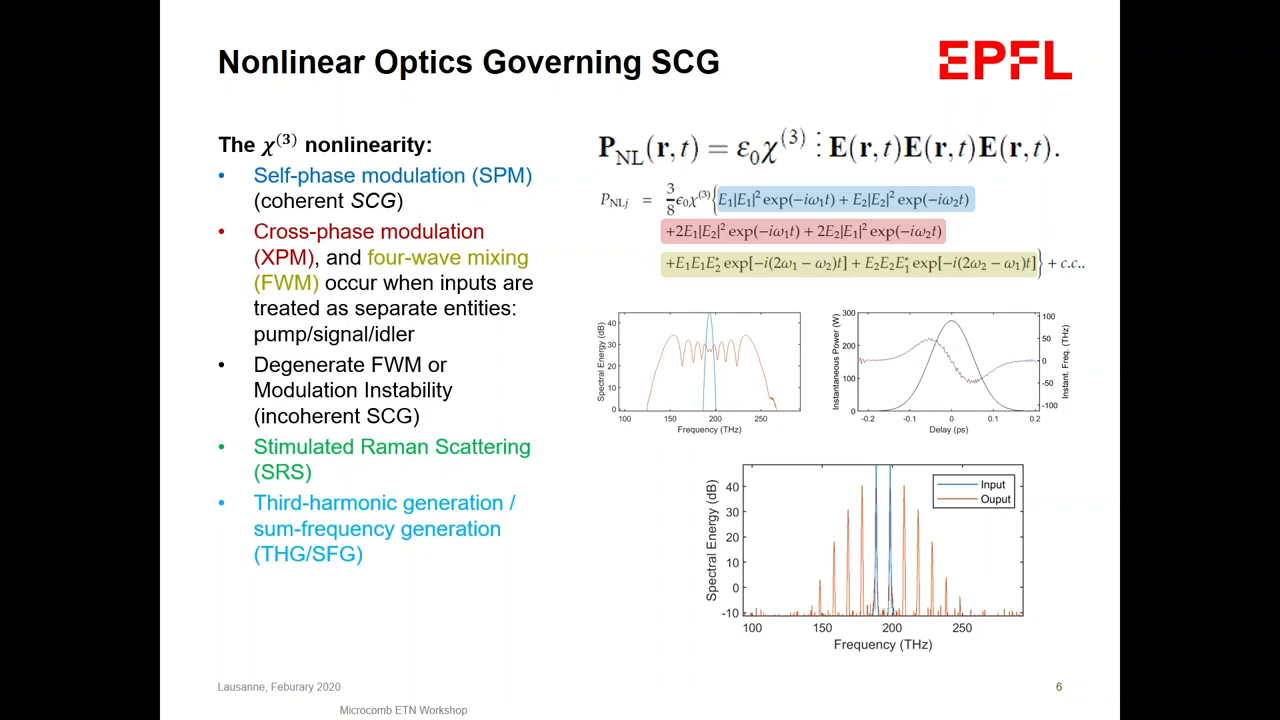 Nonlinear Optics Governing SCG
EPFL
The χ⁽³⁾ nonlinearity:
• Self-phase modulation (SPM)
(coherent SCG)
• Cross-phase modulation
(XPM), and four-wave mixing
(FWM) occur when inputs are
treated as separate entities:
pump/signal/idler
• Degenerate FWM or
Modulation Instability
(incoherent SCG)
• Stimulated Raman Scattering
(SRS)
• Third-harmonic generation /
sum-frequency generation
(THG/SFG)
P_NL(r, t) = ε₀χ⁽³⁾ ⋮ E(r, t)E(r, t)E(r, t).
P_NLj = 3/8 ϵ₀χ⁽³⁾{E₁|E₁|² exp(−iω₁t) + E₂|E₂|² exp(−iω₂t)
+2E₁|E₂|² exp(−iω₁t) + 2E₂|E₁|² exp(−iω₂t)
+E₁E₁E₂* exp[−i(2ω₁ − ω₂)t] + E₂E₂E₁* exp[−i(2ω₂ − ω₁)t]} + c.c..
Spectral Energy (dB)
40
30
20
10
0
100 150 200 250
Frequency (THz)
Instantaneous Power (W)
300
200
100
0
-0.2 -0.1 0 0.1 0.2
Delay (ps)
100
50
0
-50
-100
Instant. Freq. (THz)
Spectral Energy (dB)
40
30
20
10
0
-10
100 150 200 250
Frequency (THz)
Input
Ouput
Lausanne, Feburary 2020
6
Microcomb ETN Workshop